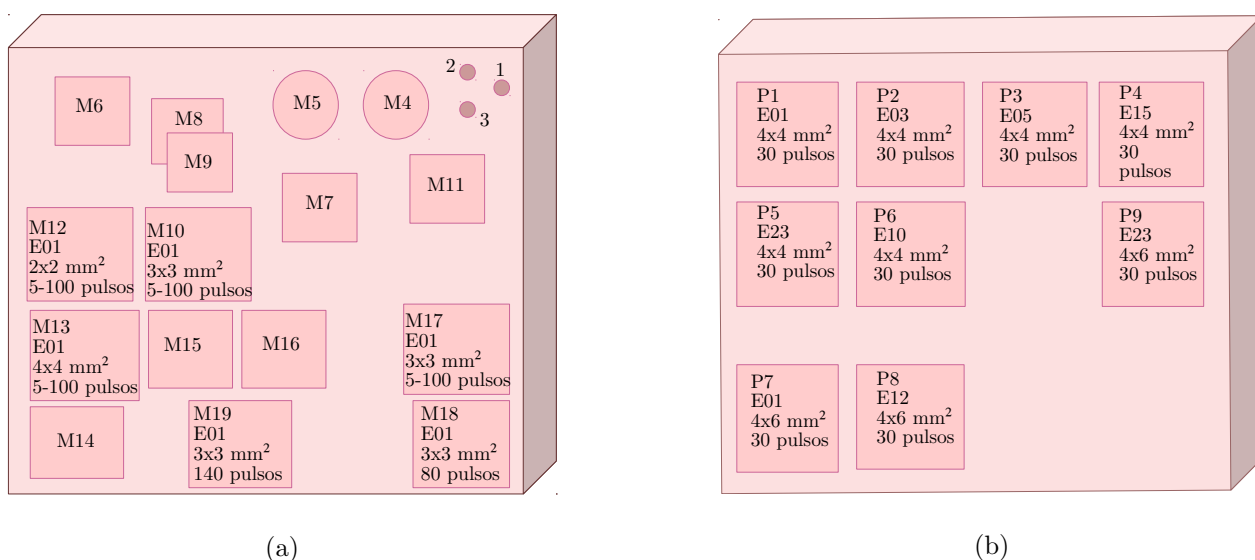 2
1
3
M6
M5
M4
M8
M9
M7
M11
M12
E01
2x2 mm²
5-100 pulsos
M10
E01
3x3 mm²
5-100 pulsos
M13
E01
4x4 mm²
5-100 pulsos
M15
M16
M17
E01
3x3 mm²
5-100 pulsos
M14
M19
E01
3x3 mm²
140 pulsos
M18
E01
3x3 mm²
80 pulsos
(a)
P1
E01
4x4 mm²
30 pulsos
P2
E03
4x4 mm²
30 pulsos
P3
E05
4x4 mm²
30 pulsos
P4
E15
4x4 mm²
30
pulsos
P5
E23
4x4 mm²
30 pulsos
P6
E10
4x4 mm²
30 pulsos
P9
E23
4x6 mm²
30 pulsos
P7
E01
4x6 mm²
30 pulsos
P8
E12
4x6 mm²
30 pulsos
(b)